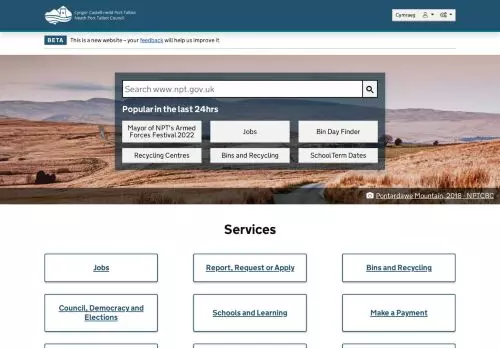 Cyngor Castell-nedd Port Talbot
Neath Port Talbot Council
Cymraeg
BETA
This is a new website – your feedback will help us improve it.
Search www.npt.gov.uk
Popular in the last 24hrs
Mayor of NPT's Armed
Forces Festival 2022
Jobs
Bin Day Finder
Recycling Centres
Bins and Recycling
School Term Dates
Pontardawe Mountain, 2018 - NPTCBC
Services
Jobs
Report, Request or Apply
Bins and Recycling
Council, Democracy and
Elections
Schools and Learning
Make a Payment